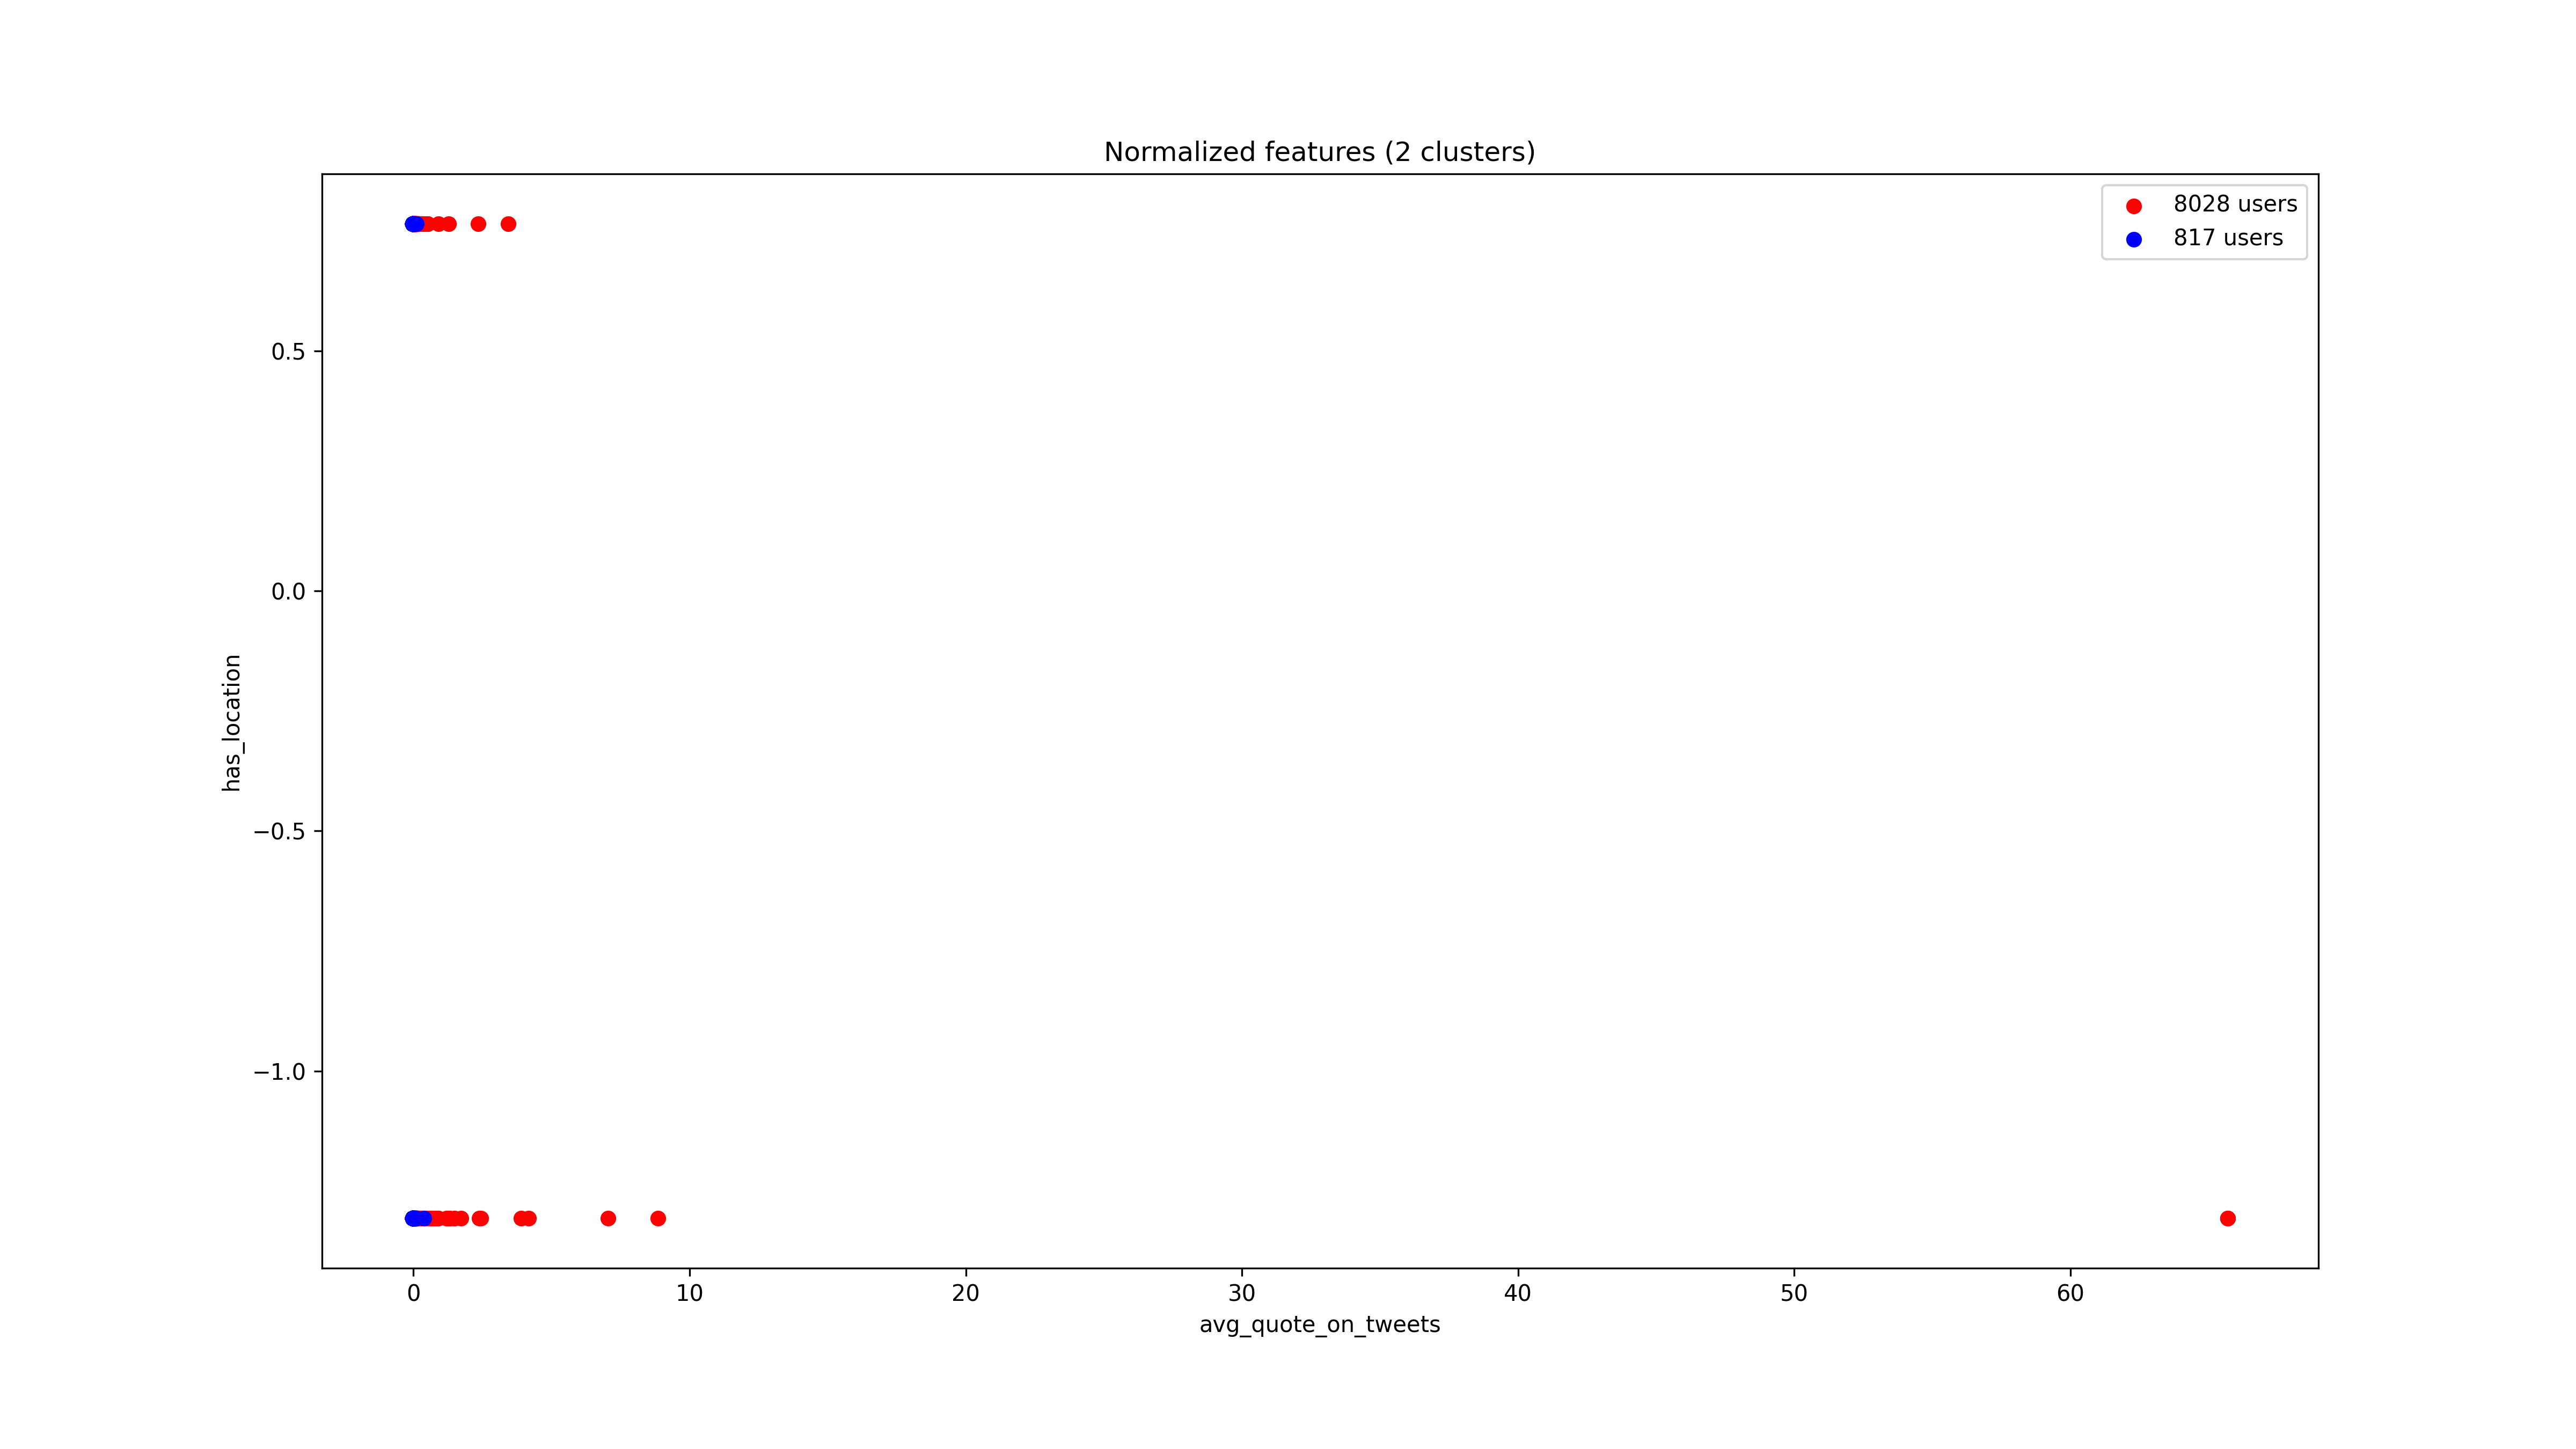 Normalized features (2 clusters)
8028 users
817 users
0.5
0.0
−0.5
−1.0
has_location
0 10 20 30 40 50 60
avg_quote_on_tweets